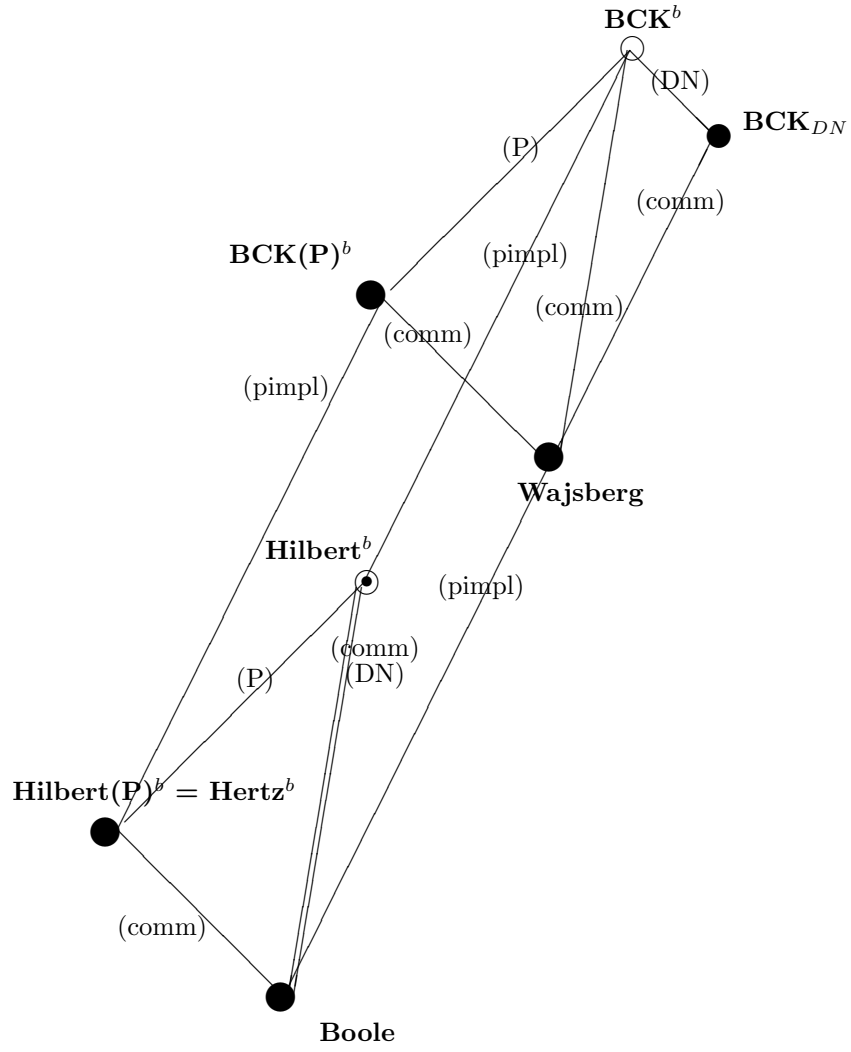 BCK^b
(DN)
BCK_DN
(P)
(comm)
BCK(P)^b
(pimpl)
(comm)
(comm)
(pimpl)
Wajsberg
Hilbert^b
(pimpl)
(comm)
(DN)
(P)
Hilbert(P)^b = Hertz^b
(comm)
Boole